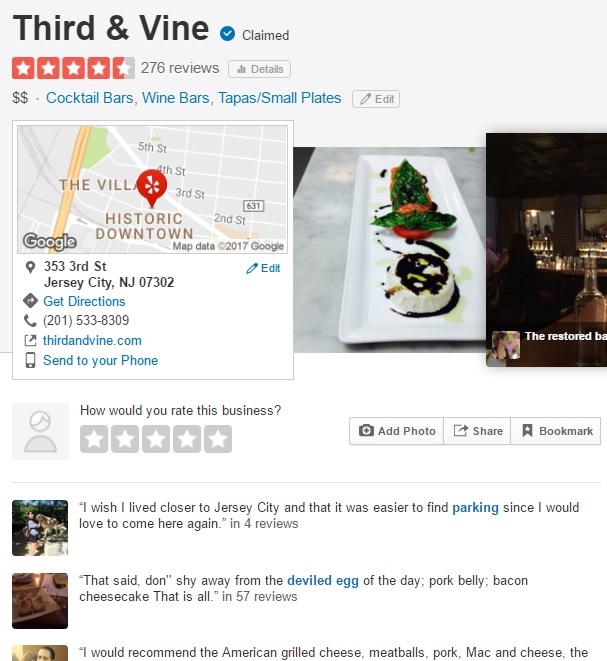 Third & Vine Claimed
276 reviews Details
$$ · Cocktail Bars, Wine Bars, Tapas/Small Plates Edit
5th St
4th St
THE VILLA
3rd St
631
HISTORIC
DOWNTOWN
2nd St
Google Map data ©2017 Google
353 3rd St Edit
Jersey City, NJ 07302
Get Directions
(201) 533-8309
thirdandvine.com
Send to your Phone
The restored ba
How would you rate this business?
Add Photo Share Bookmark
“I wish I lived closer to Jersey City and that it was easier to find parking since I would
love to come here again.” in 4 reviews
“That said, don'' shy away from the deviled egg of the day; pork belly; bacon
cheesecake That is all.” in 57 reviews
“I would recommend the American grilled cheese, meatballs, pork, Mac and cheese, the